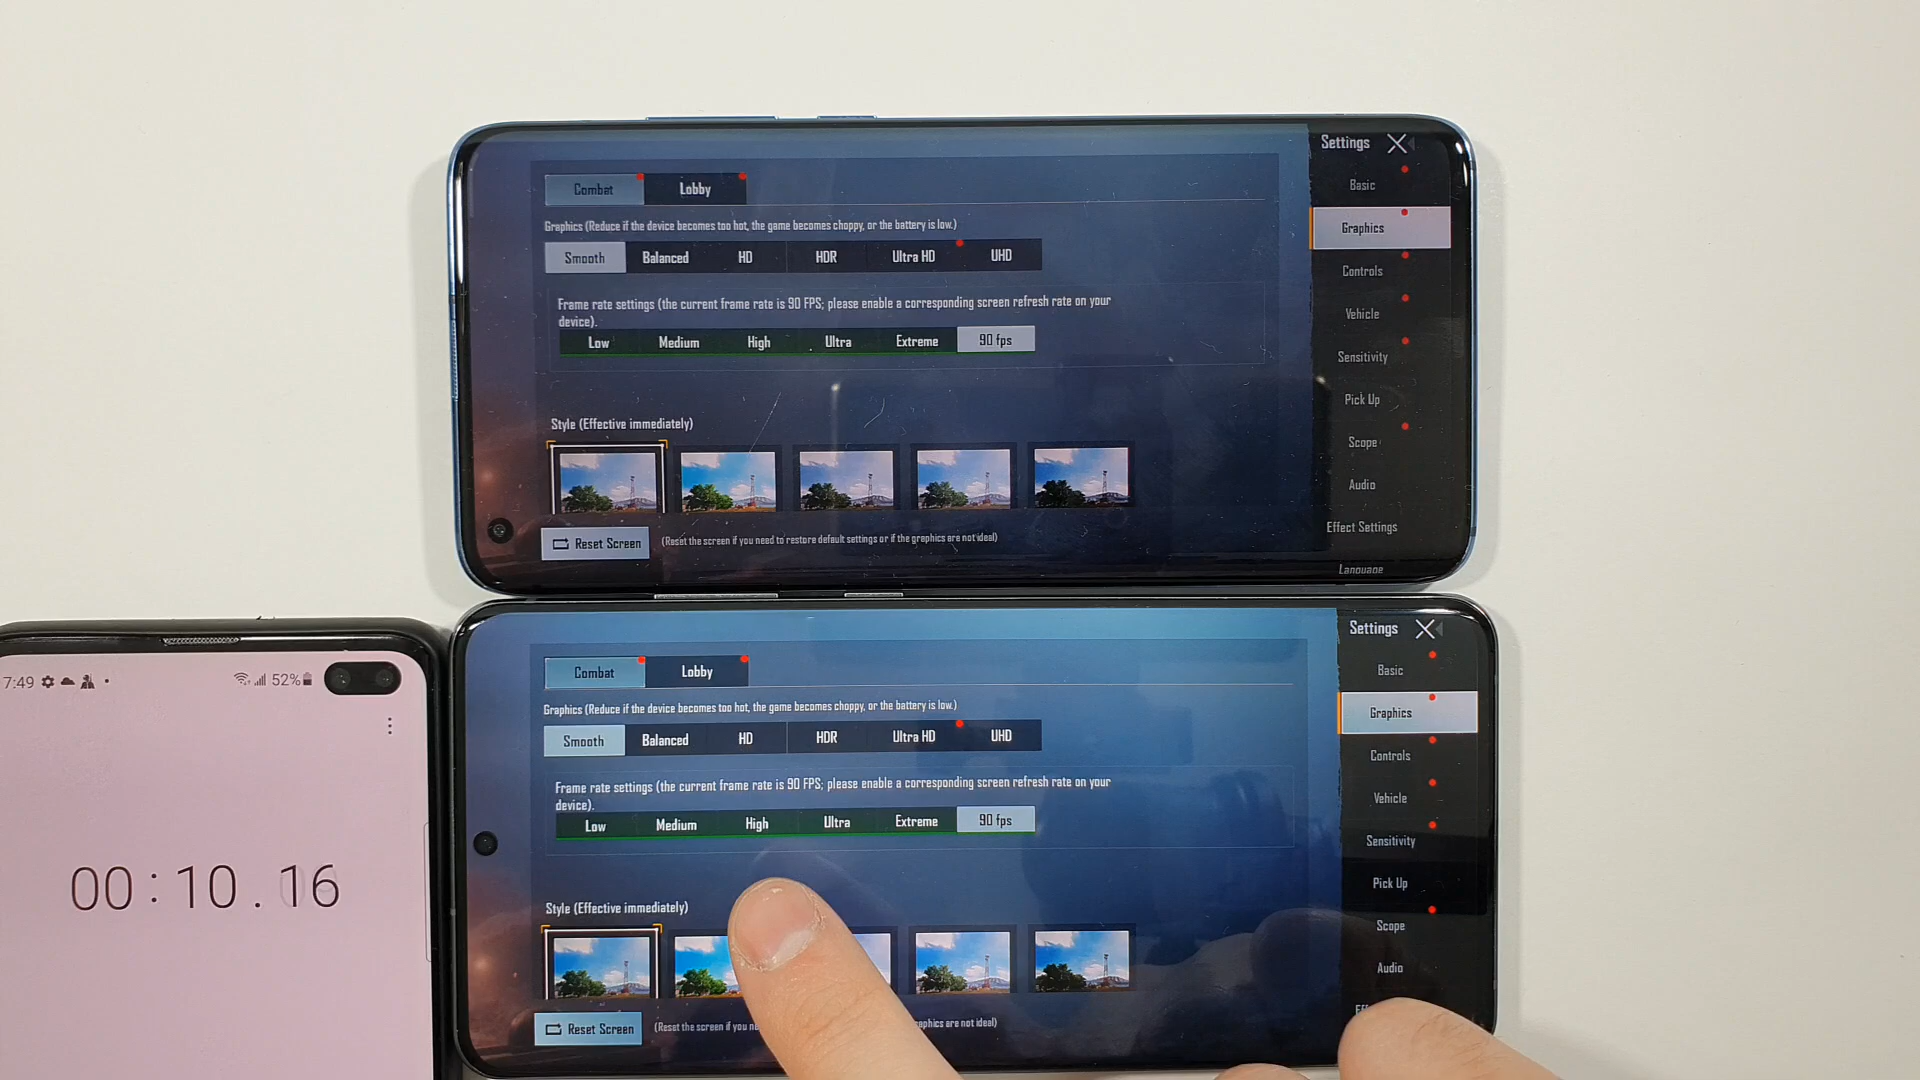 Settings
Combat Lobby
Basic
Graphics (Reduce if the device becomes too hot, the game becomes choppy, or the battery is low.)
Graphics
Smooth Balanced HD HDR Ultra HD UHD
Controls
Frame rate settings (the current frame rate is 90 FPS; please enable a corresponding screen refresh rate on your
device).
Vehicle
Low Medium High Ultra Extreme 90 fps
Sensitivity
Pick Up
Style (Effective immediately)
Scope
Audio
Effect Settings
Reset Screen (Reset the screen if you need to restore default settings or if the graphics are not ideal)
Language
Settings
Combat Lobby
Basic
Graphics (Reduce if the device becomes too hot, the game becomes choppy, or the battery is low.)
Graphics
Smooth Balanced HD HDR Ultra HD UHD
Controls
Frame rate settings (the current frame rate is 90 FPS; please enable a corresponding screen refresh rate on your
device).
Vehicle
Low Medium High Ultra Extreme 90 fps
Sensitivity
Pick Up
Style (Effective immediately)
Scope
Audio
Reset Screen (Reset the screen if you graphics are not ideal)
7:49 52%
00:10.16